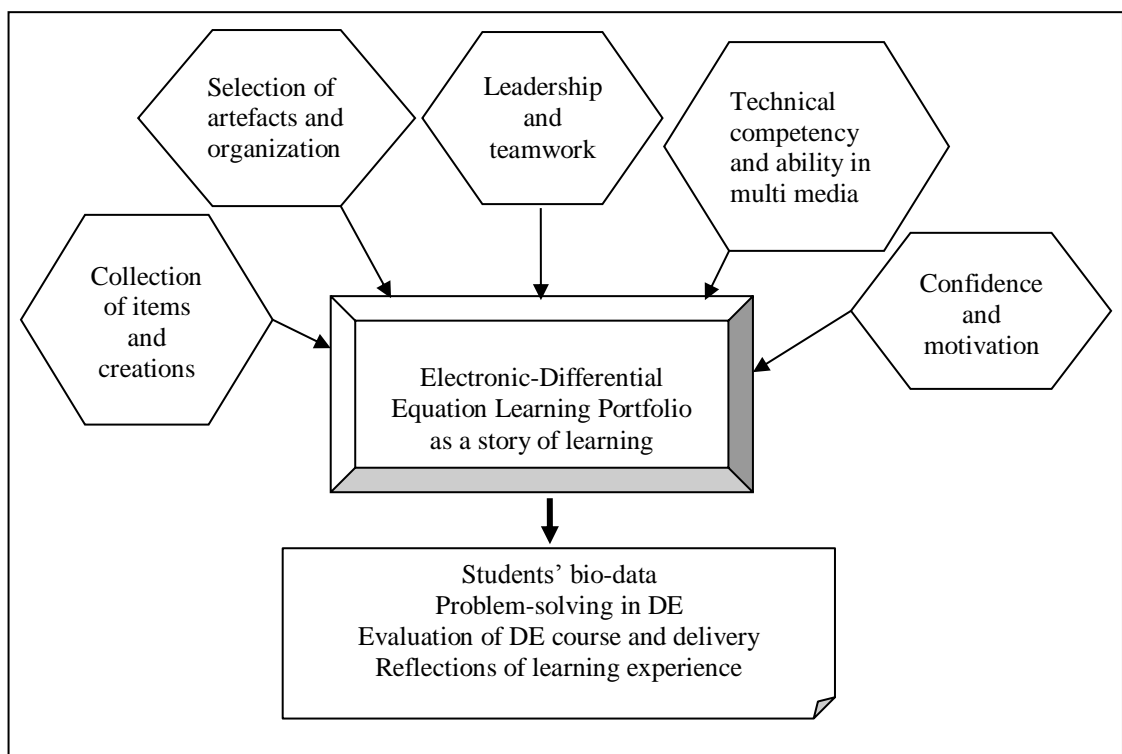 Selection of
artefacts and
organization
Leadership
and
teamwork
Technical
competency
and ability in
multi media
Collection
of items
and
creations
Confidence
and
motivation
Electronic-Differential
Equation Learning Portfolio
as a story of learning
Students’ bio-data
Problem-solving in DE
Evaluation of DE course and delivery
Reflections of learning experience